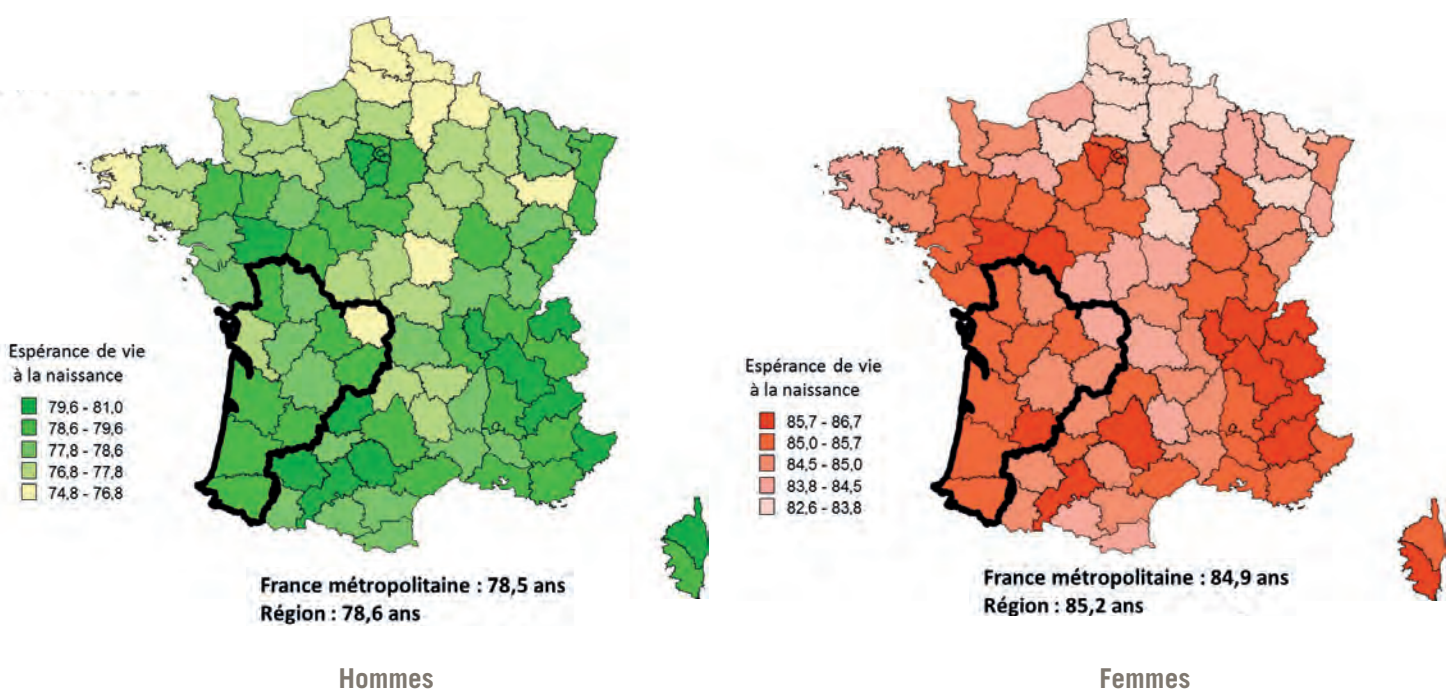 Espérance de vie
à la naissance
79,6 - 81,0
78,6 - 79,6
77,8 - 78,6
76,8 - 77,8
74,8 - 76,8
France métropolitaine : 78,5 ans
Région : 78,6 ans
Hommes
Espérance de vie
à la naissance
85,7 - 86,7
85,0 - 85,7
84,5 - 85,0
83,8 - 84,5
82,6 - 83,8
France métropolitaine : 84,9 ans
Région : 85,2 ans
Femmes